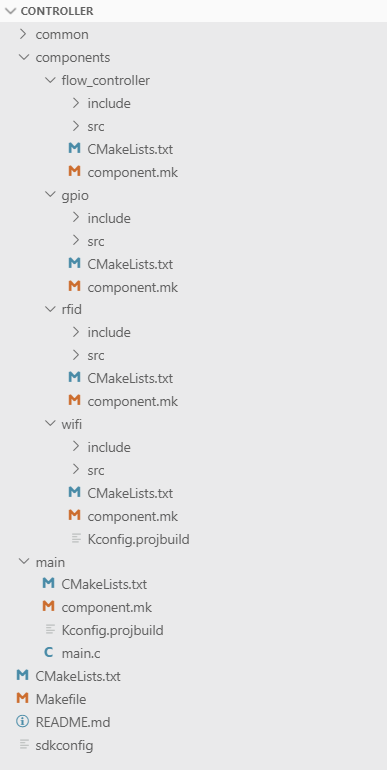 CONTROLLER
common
components
flow_controller
include
src
M CMakeLists.txt
M component.mk
gpio
include
src
M CMakeLists.txt
M component.mk
rfid
include
src
M CMakeLists.txt
M component.mk
wifi
include
src
M CMakeLists.txt
M component.mk
Kconfig.projbuild
main
M CMakeLists.txt
M component.mk
Kconfig.projbuild
C main.c
M CMakeLists.txt
M Makefile
README.md
sdkconfig